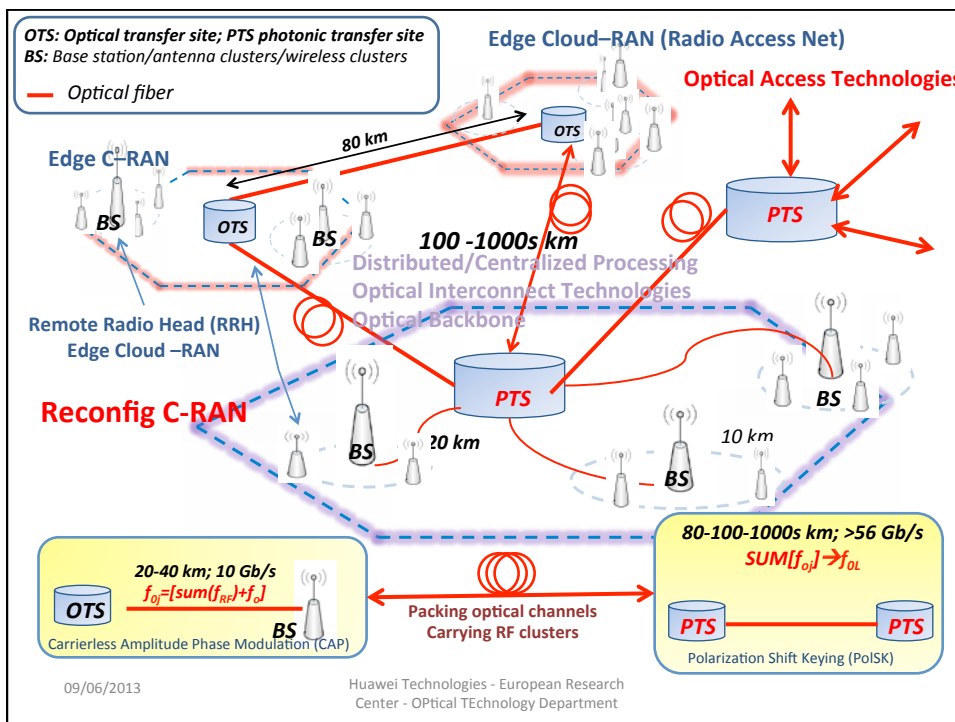 OTS: Optical transfer site; PTS photonic transfer site
BS: Base station/antenna clusters/wireless clusters
Optical fiber
Edge Cloud–RAN (Radio Access Net)
Optical Access Technologies
OTS
80 km
Edge C–RAN
BS
OTS
BS
PTS
100 -1000s km
Distributed/Centralized Processing
Optical Interconnect Technologies
Optical Backbone
Remote Radio Head (RRH)
Edge Cloud –RAN
PTS
BS
Reconfig C-RAN
BS
20 km
10 km
BS
80-100-1000s km; >56 Gb/s
SUM[foj]→f0L
20-40 km; 10 Gb/s
f0j=[sum(fRF)+fo]
OTS
BS
Carrierless Amplitude Phase Modulation (CAP)
Packing optical channels
Carrying RF clusters
PTS
PTS
Polarization Shift Keying (PolSK)
09/06/2013
Huawei Technologies - European Research
Center - OPtical TEchnology Department